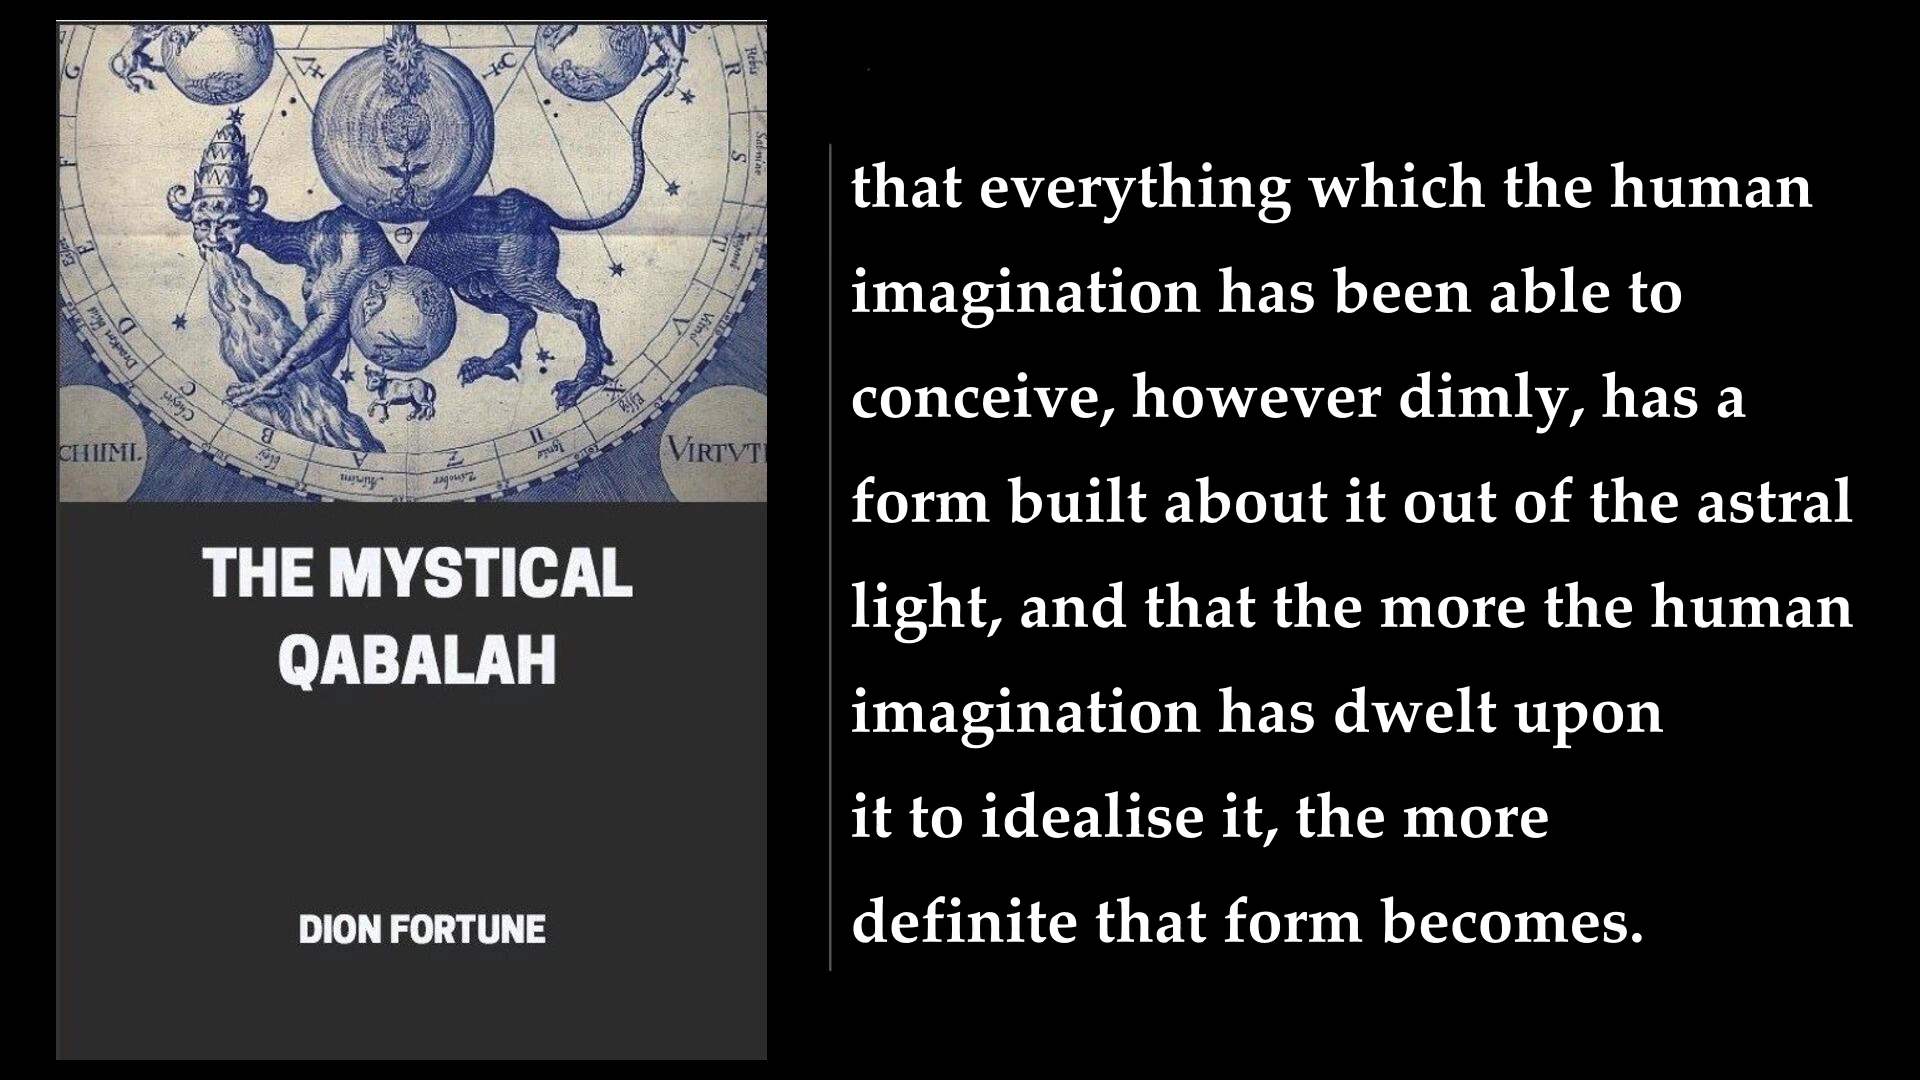 THE MYSTICAL
QABALAH
DION FORTUNE
CHIIMI.
VIRTVTI
that everything which the human
imagination has been able to
conceive, however dimly, has a
form built about it out of the astral
light, and that the more the human
imagination has dwelt upon
it to idealise it, the more
definite that form becomes.